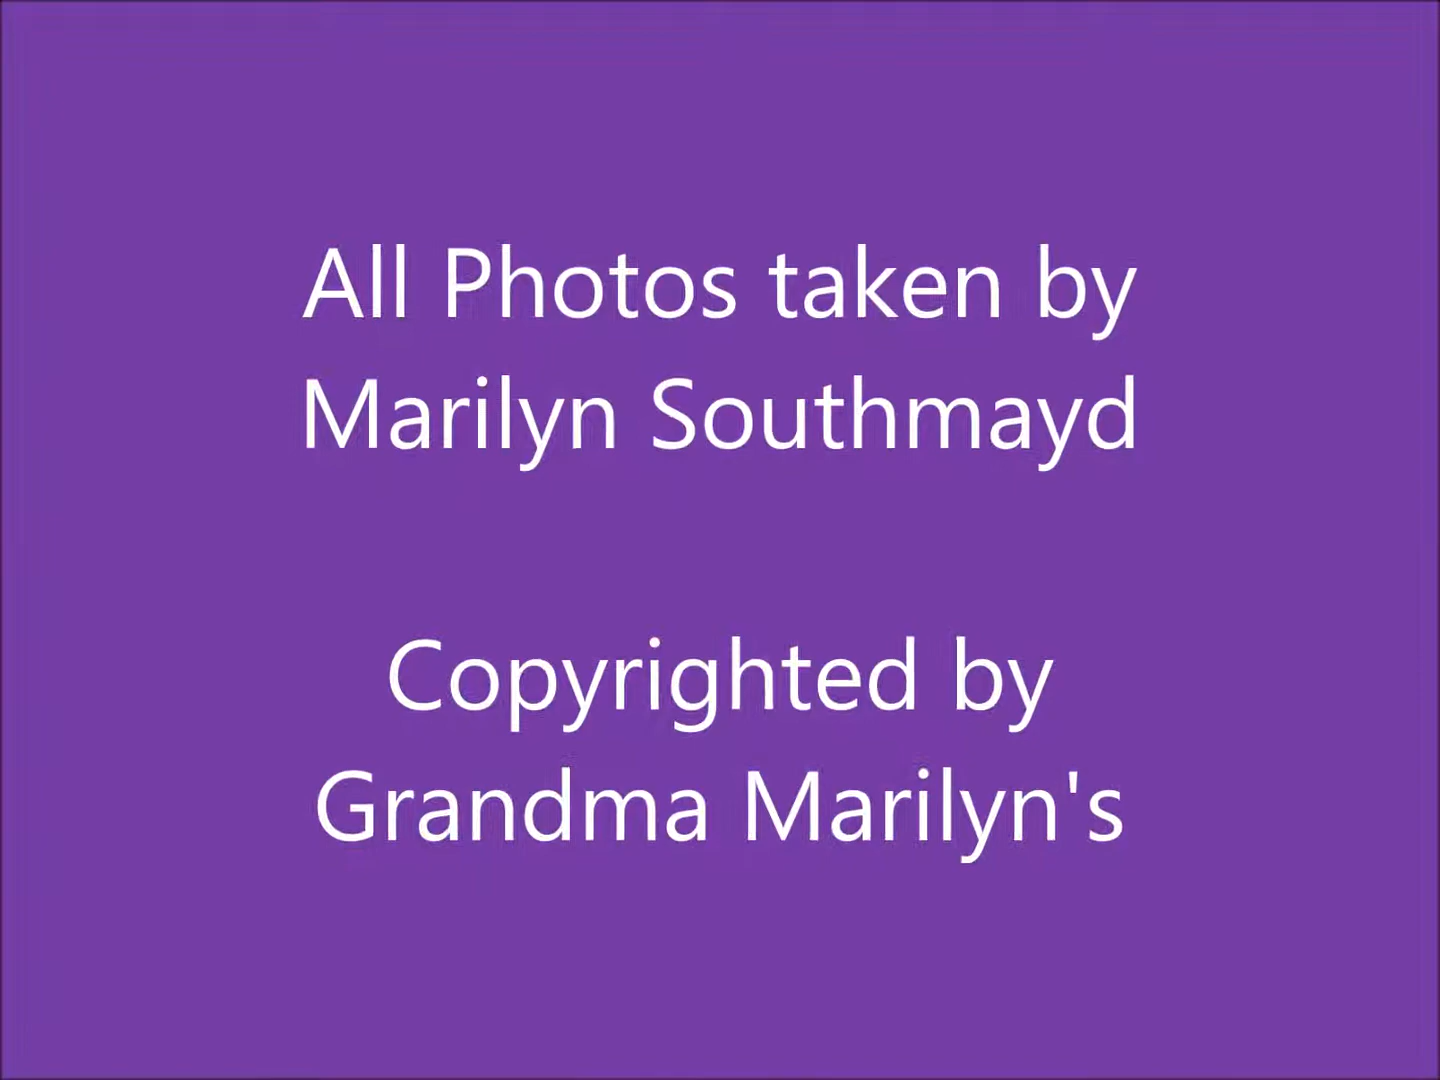 All Photos taken by
Marilyn Southmayd
Copyrighted by
Grandma Marilyn's